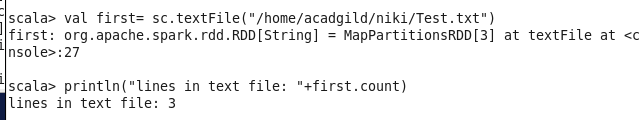 scala> val first= sc.textFile("/home/acadgild/niki/Test.txt")
first: org.apache.spark.rdd.RDD[String] = MapPartitionsRDD[3] at textFile at <c
nsole>:27
scala> println("lines in text file: "+first.count)
lines in text file: 3